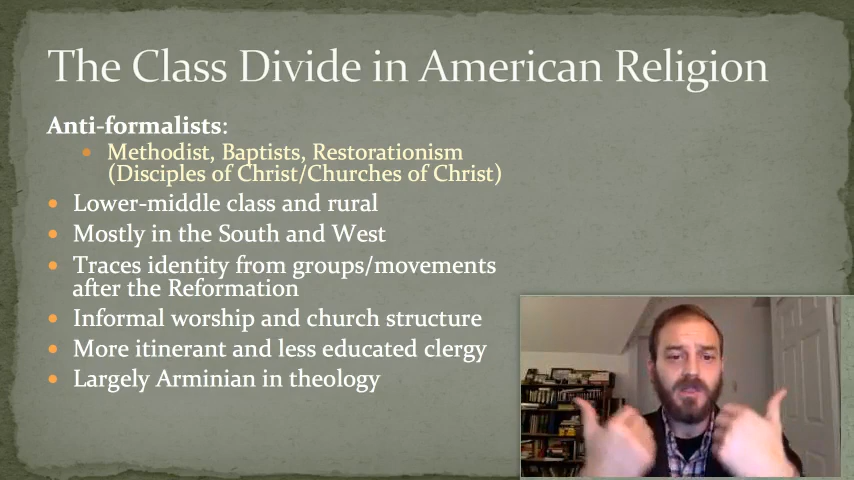 The Class Divide in American Religion
Anti-formalists:
• Methodist, Baptists, Restorationism
(Disciples of Christ/Churches of Christ)
• Lower-middle class and rural
• Mostly in the South and West
• Traces identity from groups/movements
after the Reformation
• Informal worship and church structure
• More itinerant and less educated clergy
• Largely Arminian in theology